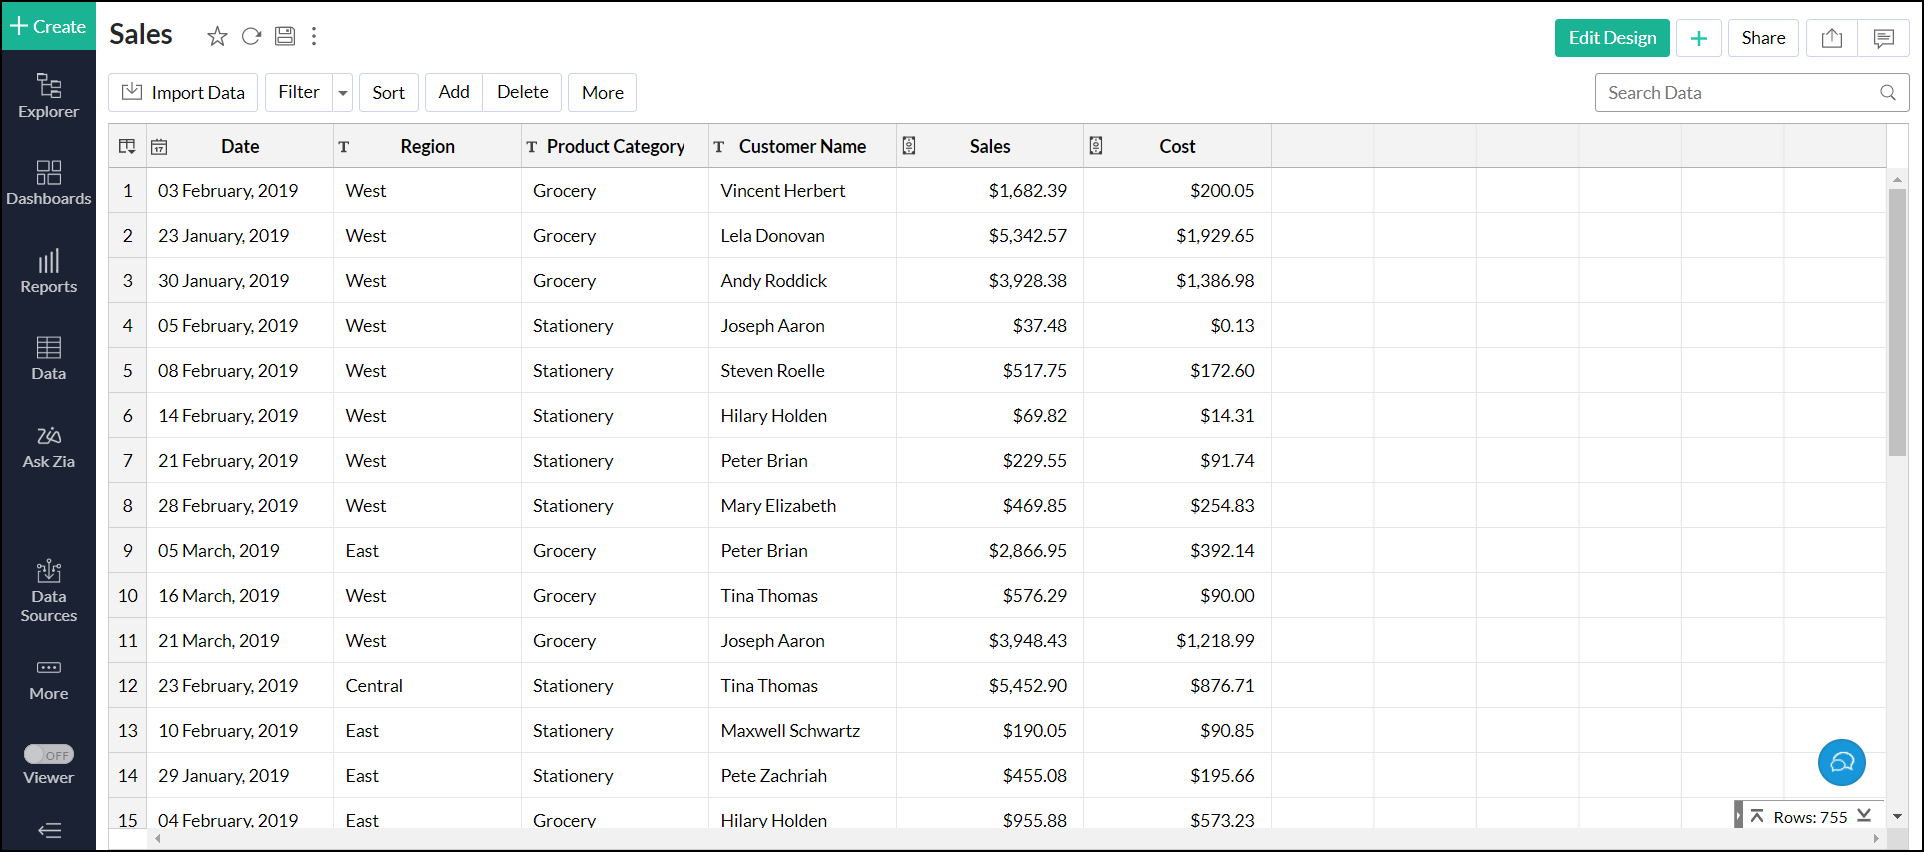 Create
Sales
Edit Design
Share
Import Data Filter Sort Add Delete More
Search Data
Explorer
Dashboards
Reports
Data
Ask Zia
Data
Sources
More
OFF
Viewer
17 Date T Region T Product Category T Customer Name Sales Cost
1 03 February, 2019 West Grocery Vincent Herbert $1,682.39 $200.05
2 23 January, 2019 West Grocery Lela Donovan $5,342.57 $1,929.65
3 30 January, 2019 West Grocery Andy Roddick $3,928.38 $1,386.98
4 05 February, 2019 West Stationery Joseph Aaron $37.48 $0.13
5 08 February, 2019 West Stationery Steven Roelle $517.75 $172.60
6 14 February, 2019 West Stationery Hilary Holden $69.82 $14.31
7 21 February, 2019 West Stationery Peter Brian $229.55 $91.74
8 28 February, 2019 West Stationery Mary Elizabeth $469.85 $254.83
9 05 March, 2019 East Grocery Peter Brian $2,866.95 $392.14
10 16 March, 2019 West Grocery Tina Thomas $576.29 $90.00
11 21 March, 2019 West Grocery Joseph Aaron $3,948.43 $1,218.99
12 23 February, 2019 Central Stationery Tina Thomas $5,452.90 $876.71
13 10 February, 2019 East Stationery Maxwell Schwartz $190.05 $90.85
14 29 January, 2019 East Stationery Pete Zachriah $455.08 $195.66
15 04 February, 2019 East Grocery Hilary Holden $955.88 $573.23
Rows: 755